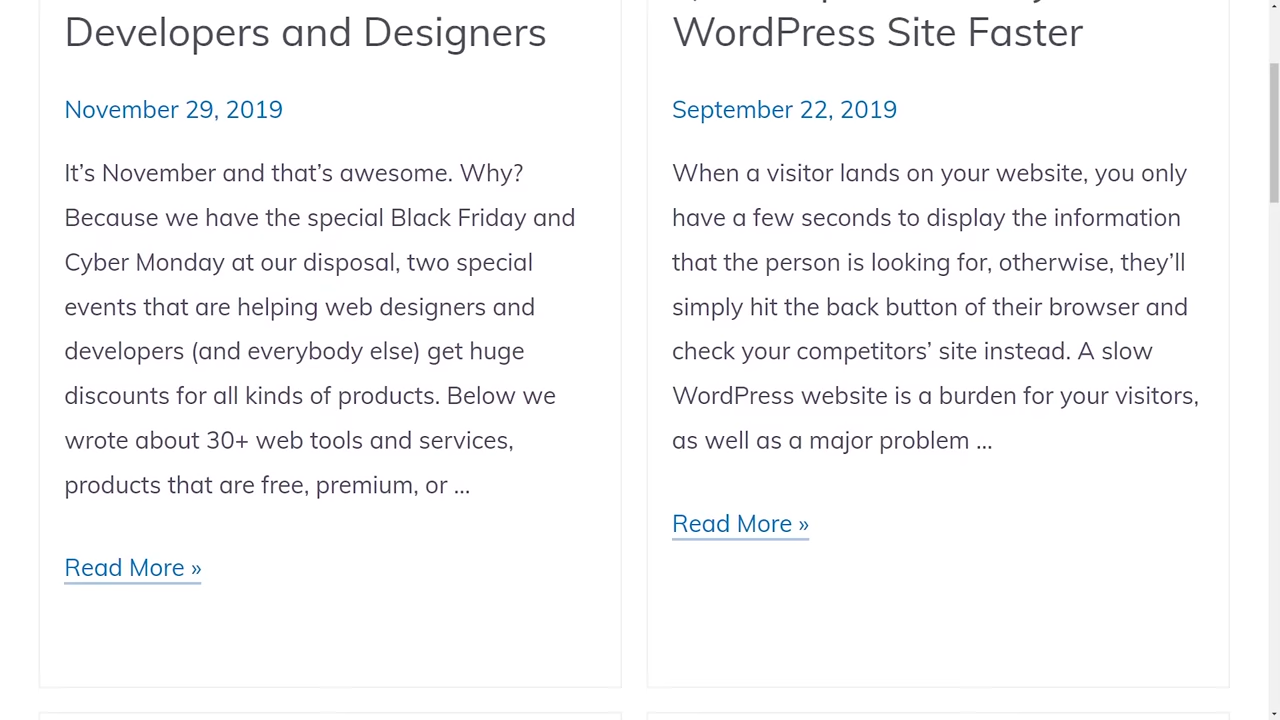 Developers and Designers
November 29, 2019
It’s November and that’s awesome. Why?
Because we have the special Black Friday and
Cyber Monday at our disposal, two special
events that are helping web designers and
developers (and everybody else) get huge
discounts for all kinds of products. Below we
wrote about 30+ web tools and services,
products that are free, premium, or ...
Read More »
WordPress Site Faster
September 22, 2019
When a visitor lands on your website, you only
have a few seconds to display the information
that the person is looking for, otherwise, they’ll
simply hit the back button of their browser and
check your competitors’ site instead. A slow
WordPress website is a burden for your visitors,
as well as a major problem ...
Read More »